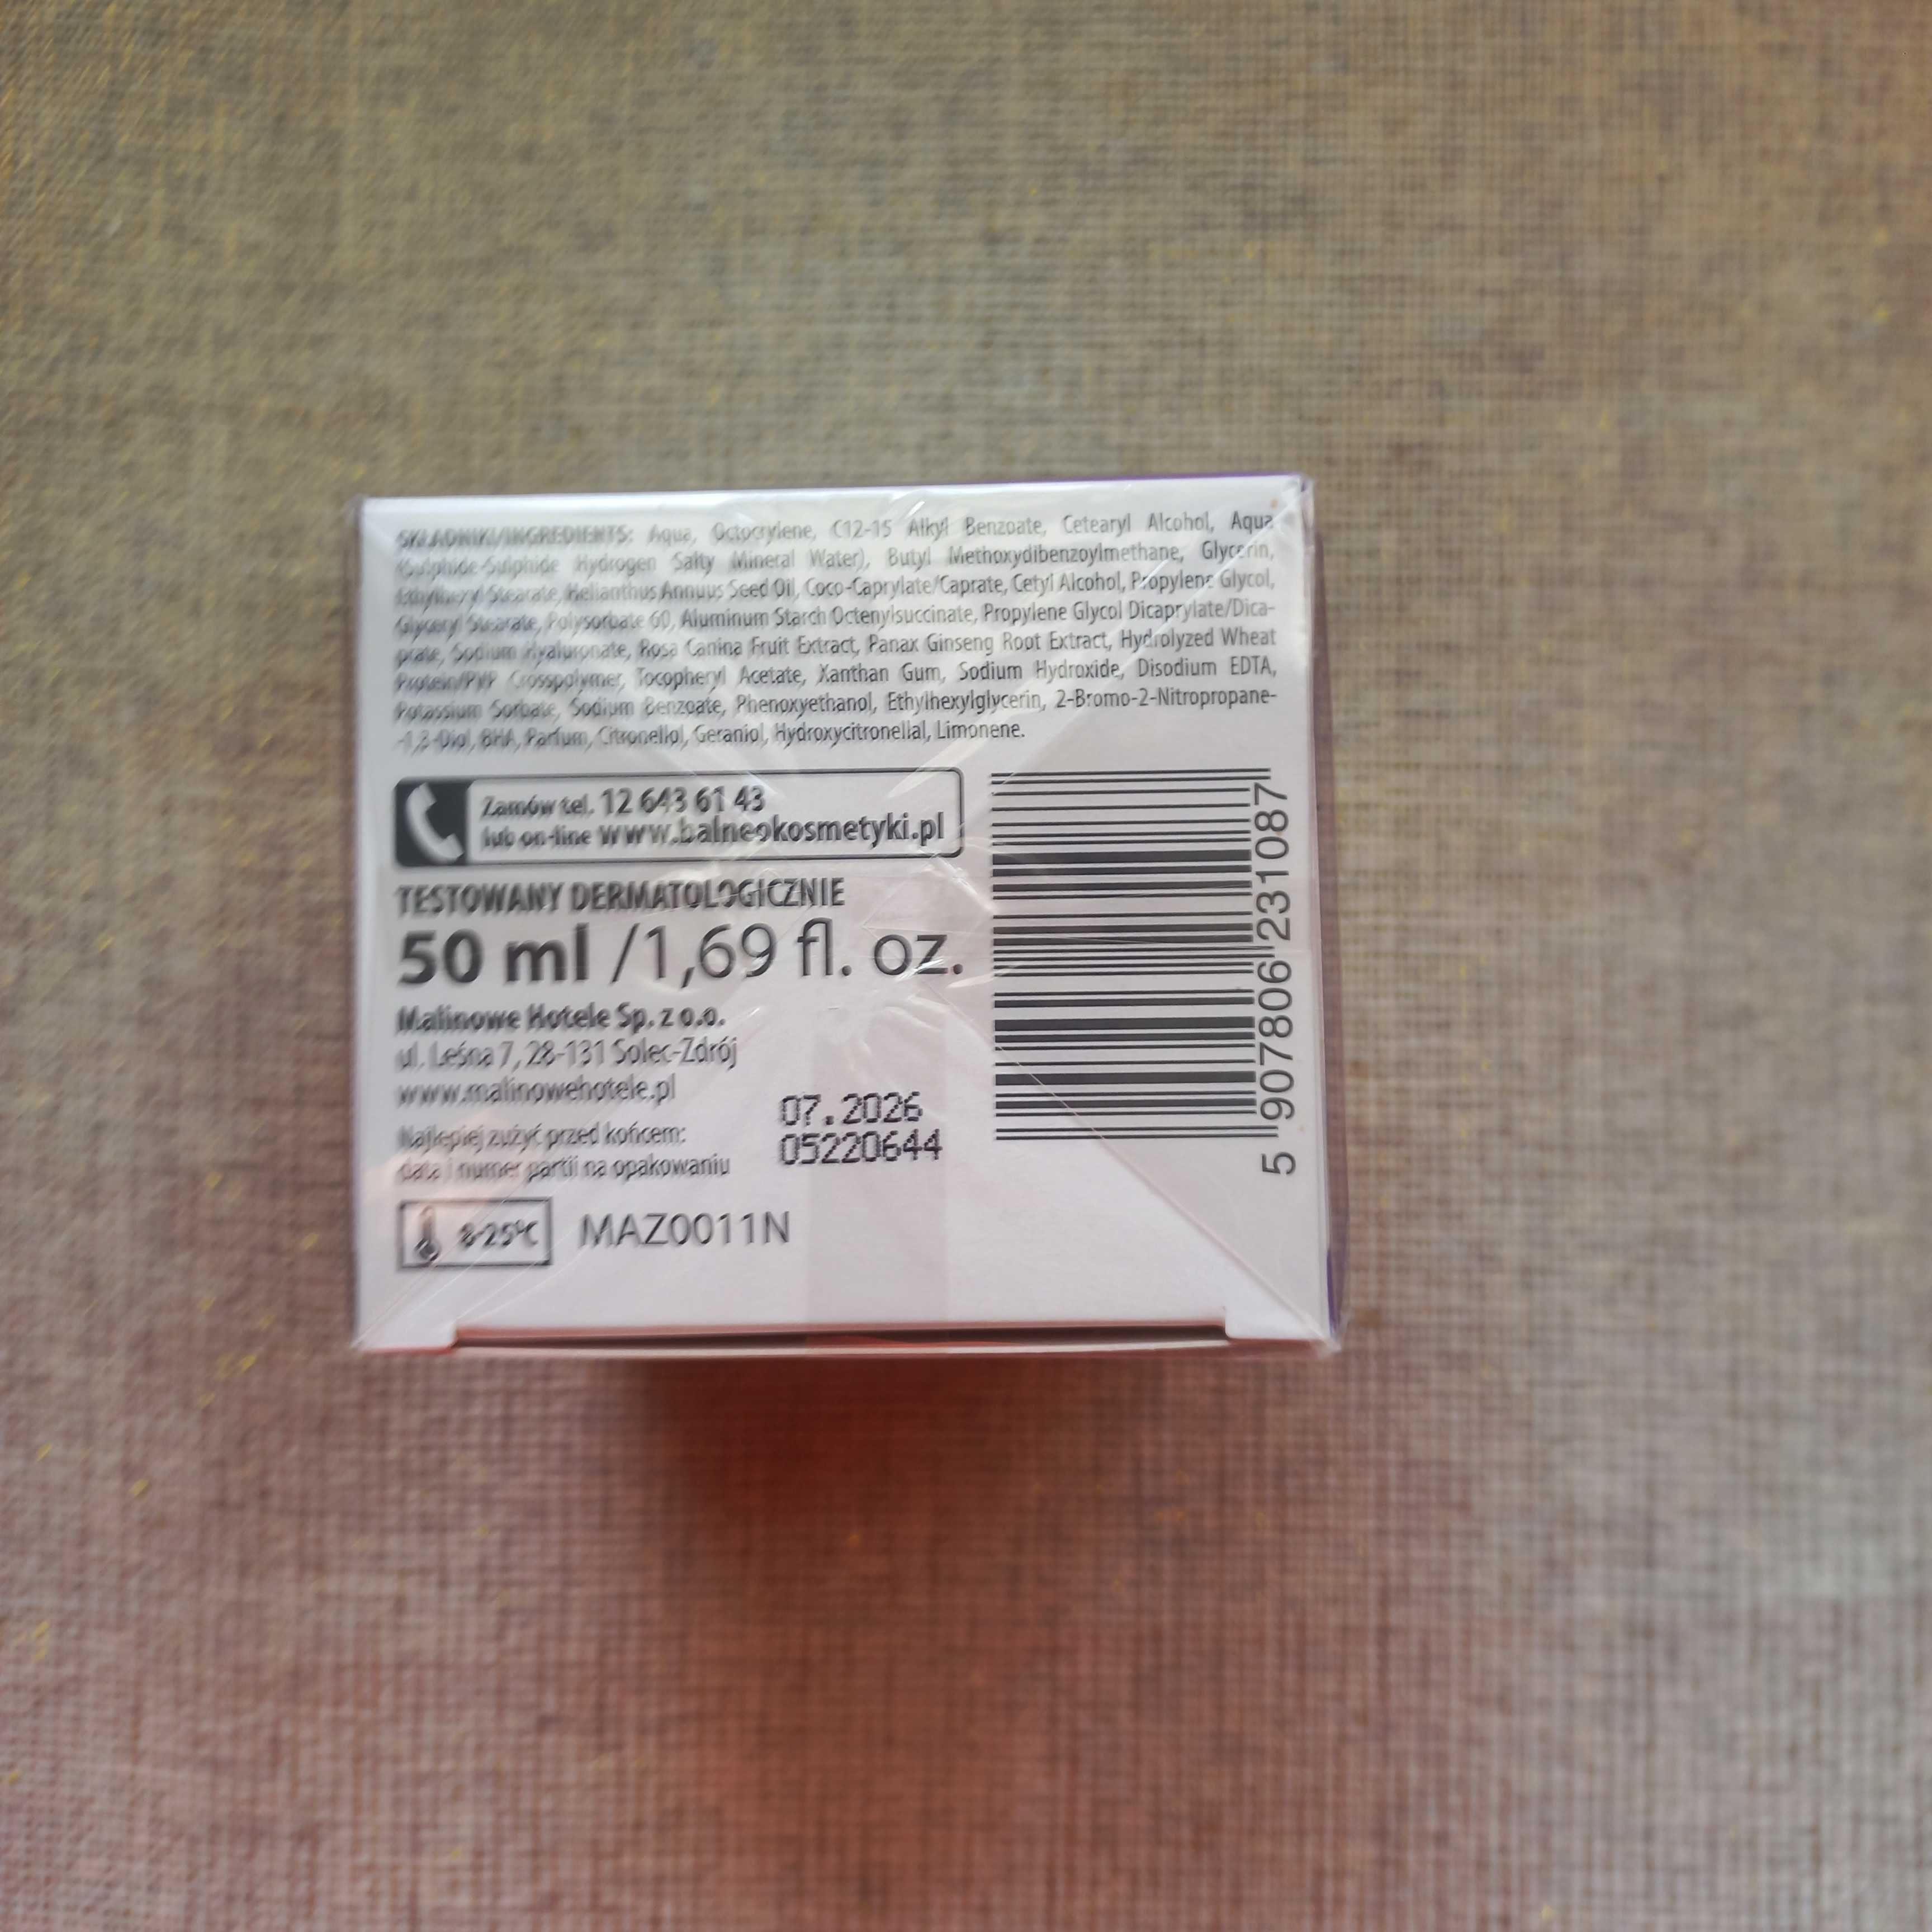 SKŁADNIKI/INGREDIENTS: Aqua, Octocrylene, C12-15 Alkyl Benzoate, Cetearyl Alcohol, Aqua
(Sulphide-Sulphide Hydrogen Salty Mineral Water), Butyl Methoxydibenzoylmethane, Glycerin,
Ethylhexyl Stearate, Helianthus Annuus Seed Oil, Coco-Caprylate/Caprate, Cetyl Alcohol, Propylene Glycol,
Glyceryl Stearate, Polysorbate 60, Aluminum Starch Octenylsuccinate, Propylene Glycol Dicaprylate/Dica-
prate, Sodium Hyaluronate, Rosa Canina Fruit Extract, Panax Ginseng Root Extract, Hydrolyzed Wheat
Protein/PVP Crosspolymer, Tocopheryl Acetate, Xanthan Gum, Sodium Hydroxide, Disodium EDTA,
Potassium Sorbate, Sodium Benzoate, Phenoxyethanol, Ethylhexylglycerin, 2-Bromo-2-Nitropropane-
-1,3-Diol, BHA, Parfum, Citronellol, Geraniol, Hydroxycitronellal, Limonene.
Zamów tel. 12 643 61 43
lub on-line www.balneokosmetyki.pl
TESTOWANY DERMATOLOGICZNIE
50 ml /1,69 fl. oz.
Malinowe Hotele Sp. z o.o.
ul. Leśna 7, 28-131 Solec-Zdrój
www.malinowehotele.pl
Najlepiej zużyć przed końcem:
data i numer partii na opakowaniu
07.2026
05220644
8-25°C
MAZ0011N
5 907806 231087